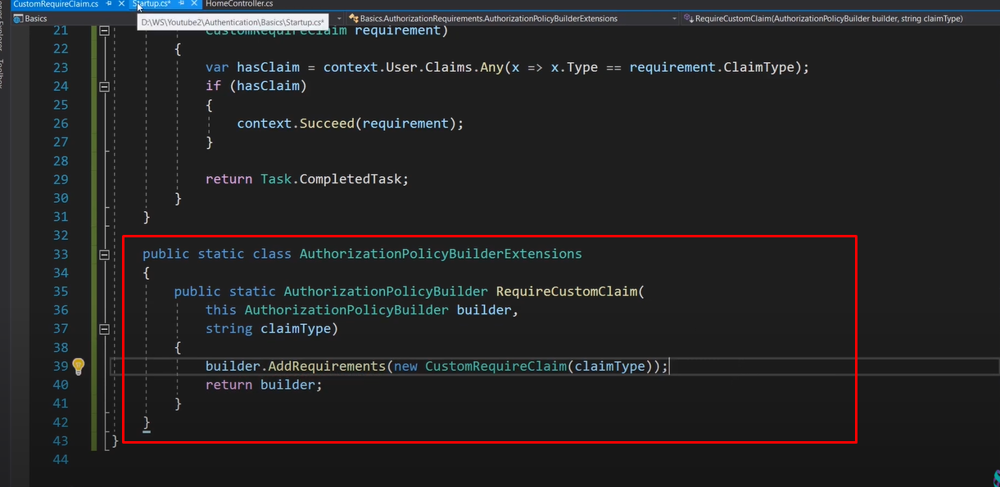 CustomRequireClaim.cs Startup.cs* HomeController.cs
Basics Basics.AuthorizationRequirements.AuthorizationPolicyBuilderExtensions RequireCustomClaim(AuthorizationPolicyBuilder builder, string claimType)
D:\WS\Youtube2\Authentication\Basics\Startup.cs*
Toolbox
21 CustomRequireClaim requirement)
22 {
23 var hasClaim = context.User.Claims.Any(x => x.Type == requirement.ClaimType);
24 if (hasClaim)
25 {
26 context.Succeed(requirement);
27 }
28
29 return Task.CompletedTask;
30 }
31 }
32
33 public static class AuthorizationPolicyBuilderExtensions
34 {
35 public static AuthorizationPolicyBuilder RequireCustomClaim(
36 this AuthorizationPolicyBuilder builder,
37 string claimType)
38 {
39 builder.AddRequirements(new CustomRequireClaim(claimType));
40 return builder;
41 }
42 }
43 }
44